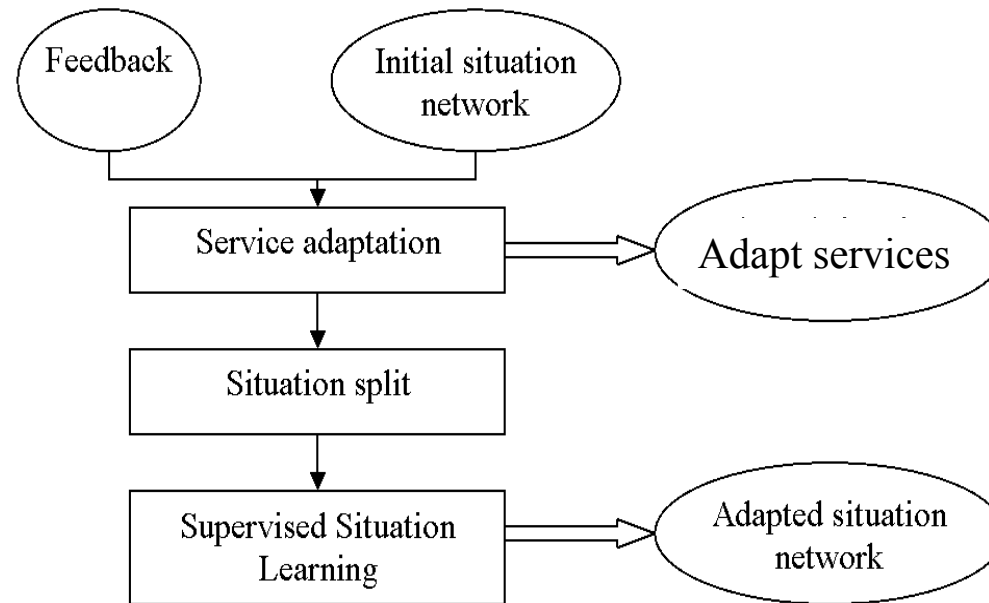 Feedback
Initial situation
network
Service adaptation
Adapt services
Situation split
Supervised Situation
Learning
Adapted situation
network